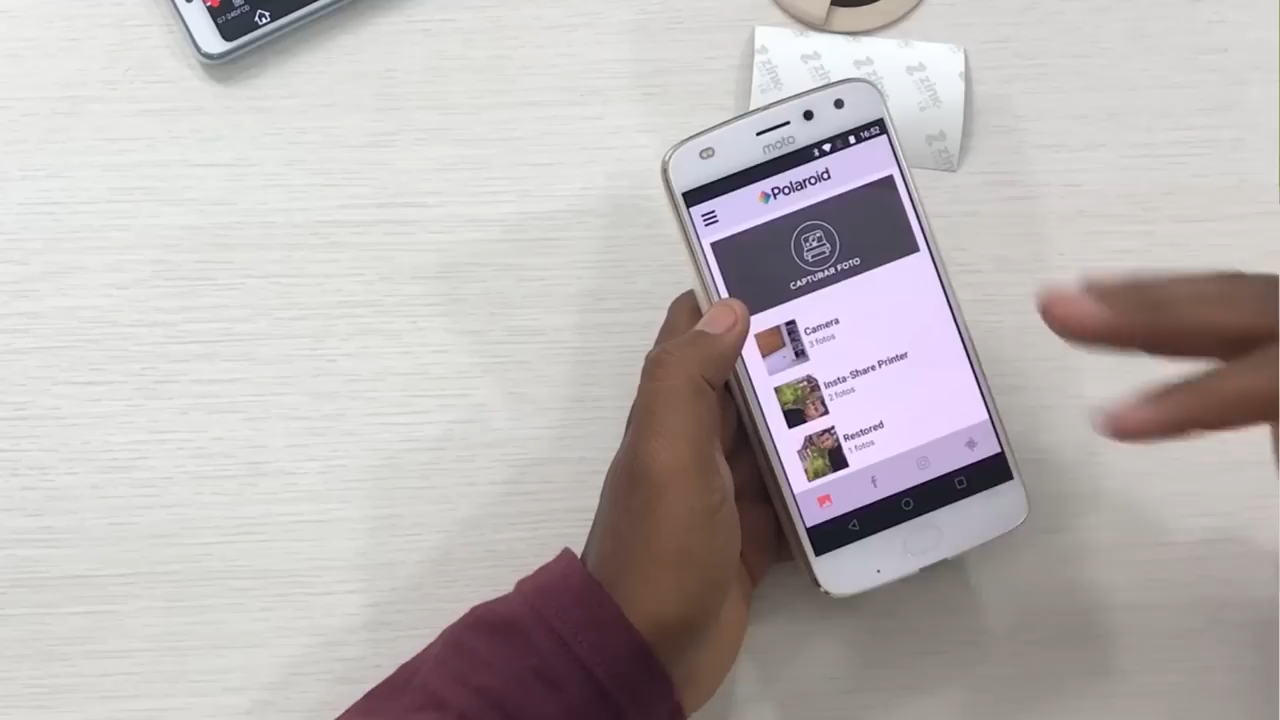 zink
zink
zink
zink
moto
16:52
Polaroid
CAPTURAR FOTO
Camera
3 fotos
Insta-Share Printer
2 fotos
Restored
1 fotos